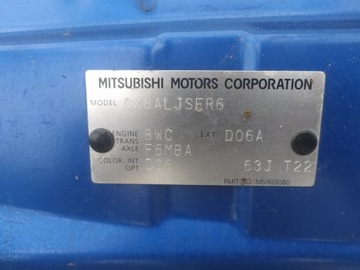 MITSUBISHI MOTORS CORPORATION
MODEL CX8ALJSER6
ENGINE 8WC EXT D06A
TRANS AXLE F6MBA
COLOR. INT OPT 63J T22
PART NO. MS903080